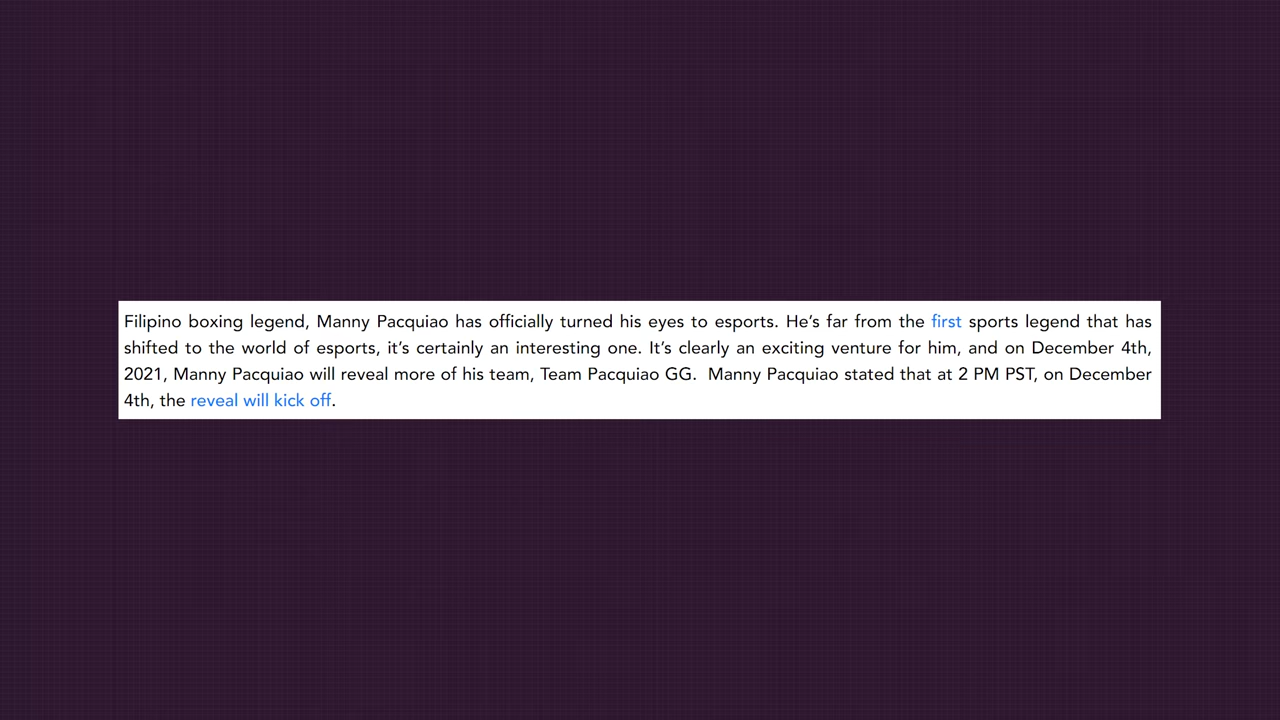 Filipino boxing legend, Manny Pacquiao has officially turned his eyes to esports. He’s far from the first sports legend that has
shifted to the world of esports, it’s certainly an interesting one. It’s clearly an exciting venture for him, and on December 4th,
2021, Manny Pacquiao will reveal more of his team, Team Pacquiao GG.  Manny Pacquiao stated that at 2 PM PST, on December
4th, the reveal will kick off.